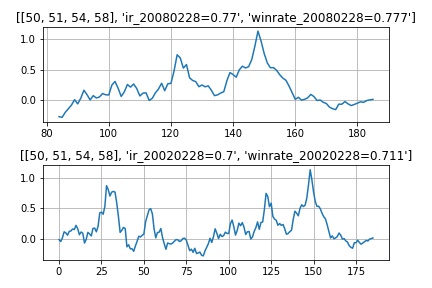 [[50, 51, 54, 58], 'ir_20080228=0.77', 'winrate_20080228=0.777']
1.0
0.5
0.0
80 100 120 140 160 180
[[50, 51, 54, 58], 'ir_20020228=0.7', 'winrate_20020228=0.711']
1.0
0.5
0.0
0 25 50 75 100 125 150 175